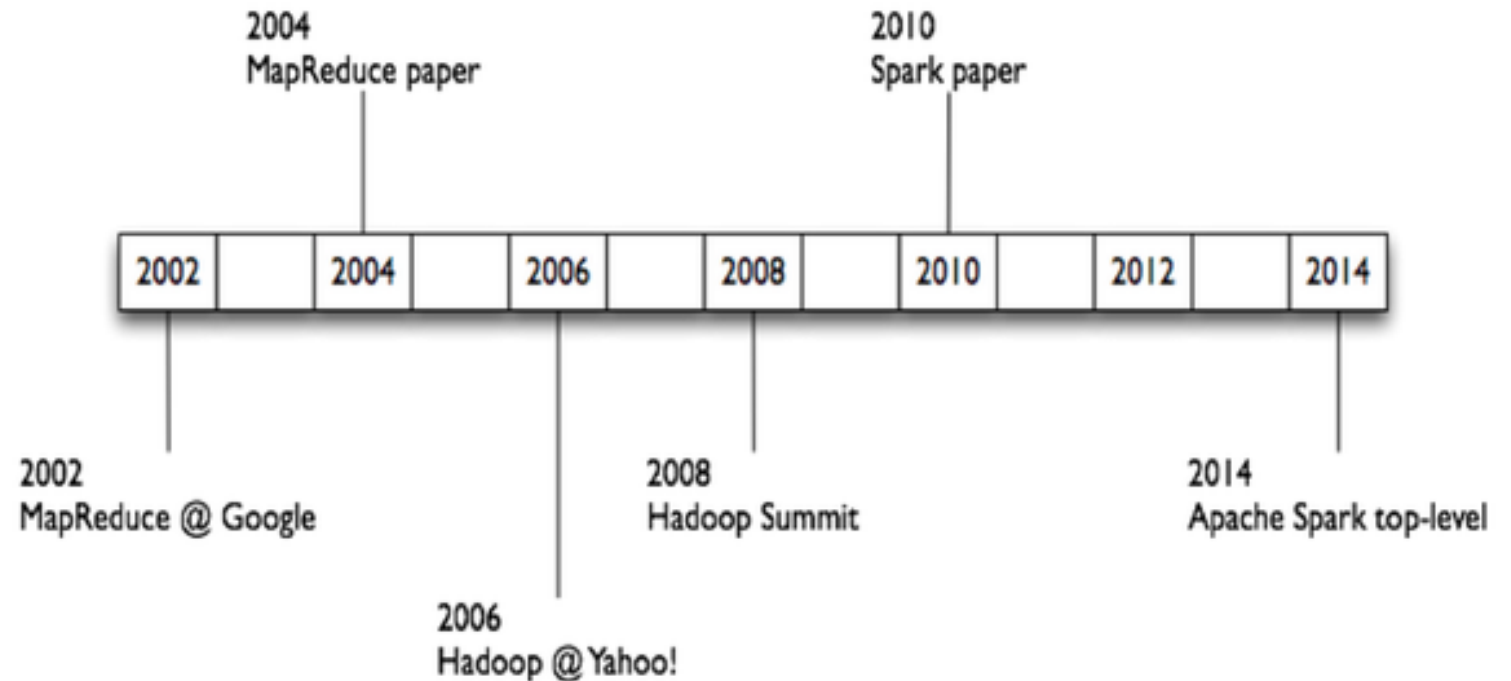 2004
MapReduce paper
2010
Spark paper
2002 2004 2006 2008 2010 2012 2014
2002
MapReduce @ Google
2008
Hadoop Summit
2014
Apache Spark top-level
2006
Hadoop @ Yahoo!